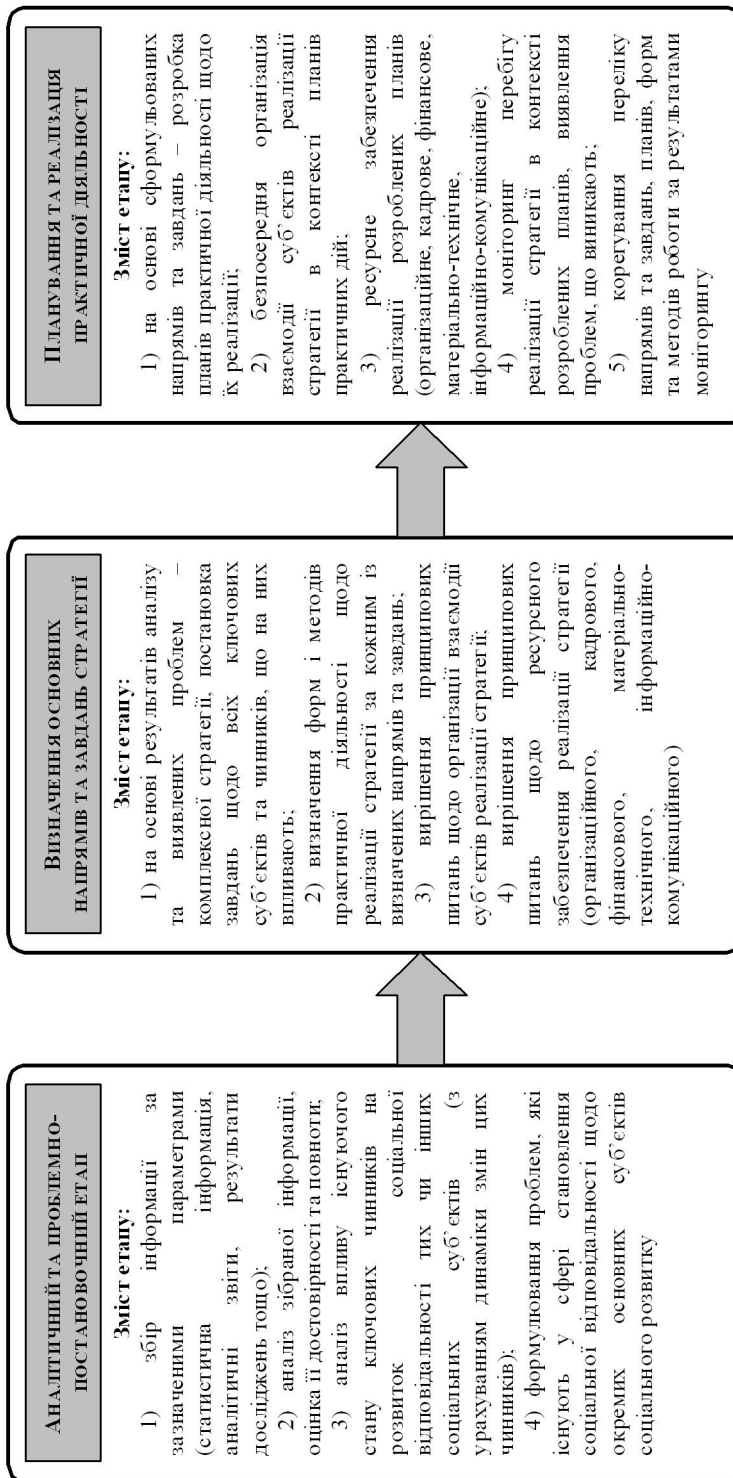 АНАЛІТИЧНИЙ ТА ПРОБЛЕМНО-
ПОСТАНОВОЧНИЙ ЕТАП
Зміст етапу:
1) збір інформації за
зазначеними параметрами
(статистична інформація,
аналітичні звіти, результати
досліджень тощо);
2) аналіз зібраної інформації,
оцінка її достовірності та повноти;
3) аналіз впливу існуючого
стану ключових чинників на
розвиток соціальної
відповідальності тих чи інших
соціальних суб’єктів (з
урахуванням динаміки змін цих
чинників);
4) формулювання проблем, які
існують у сфері становлення
соціальної відповідальності щодо
окремих основних суб’єктів
соціального розвитку
ВИЗНАЧЕННЯ ОСНОВНИХ
НАПРЯМІВ ТА ЗАВДАНЬ СТРАТЕГІЇ
Зміст етапу:
1) на основі результатів аналізу
та виявлених проблем –
комплексної стратегії, постановка
завдань щодо всіх ключових
суб’єктів та чинників, що на них
впливають;
2) визначення форм і методів
практичної діяльності щодо
реалізації стратегії за кожним із
визначених напрямів та завдань;
3) вирішення принципових
питань щодо організації взаємодії
суб’єктів реалізації стратегії;
4) вирішення принципових
питань щодо ресурсного
забезпечення реалізації стратегії
(організаційного, кадрового,
фінансового, матеріально-
технічного, інформаційно-
комунікаційного)
ПЛАНУВАННЯ ТА РЕАЛІЗАЦІЯ
ПРАКТИЧНОЇ ДІЯЛЬНОСТІ
Зміст етапу:
1) на основі сформульованих
напрямів та завдань – розробка
планів практичної діяльності щодо
їх реалізації;
2) безпосередня організація
взаємодії суб’єктів реалізації
стратегії в контексті планів
практичних дій;
3) ресурсне забезпечення
реалізації розроблених планів
(організаційне, кадрове, фінансове,
матеріально-технічне,
інформаційно-комунікаційне);
4) моніторинг перебігу
реалізації стратегії в контексті
розроблених планів, виявлення
проблем, що виникають;
5) корегування переліку
напрямів та завдань, планів, форм
та методів роботи за результатами
моніторингу